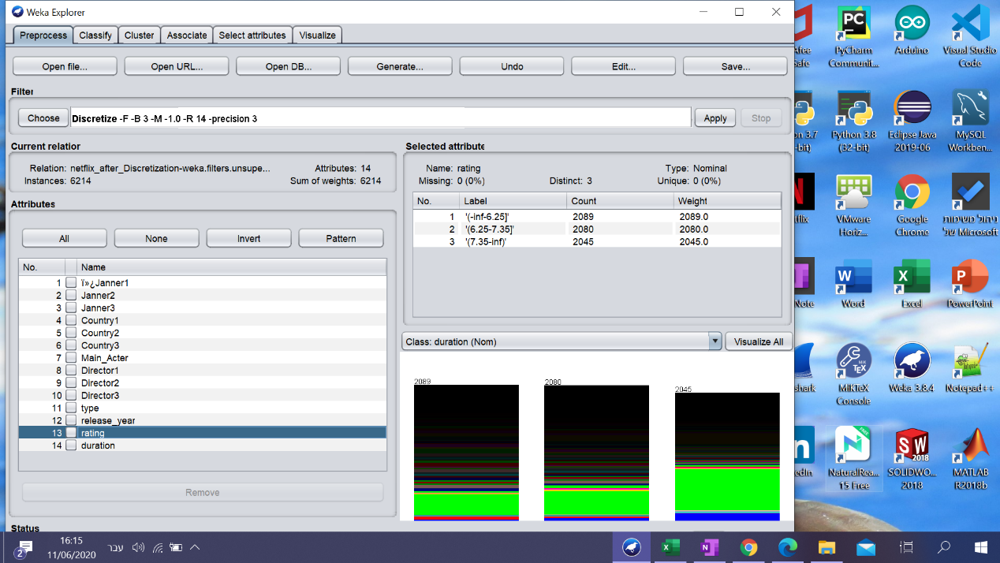 Weka Explorer
Preprocess Classify Cluster Associate Select attributes Visualize
Open file... Open URL... Open DB... Generate... Undo Edit... Save...
Filter
Choose Discretize -F -B 3 -M -1.0 -R 14 -precision 3 Apply Stop
Current relation
Relation: netflix_after_Discretization-weka.filters.unsupe... Attributes: 14
Instances: 6214 Sum of weights: 6214
Attributes
All None Invert Pattern
No. Name
1 ï»¿Janner1
2 Janner2
3 Janner3
4 Country1
5 Country2
6 Country3
7 Main_Acter
8 Director1
9 Director2
10 Director3
11 type
12 release_year
13 rating
14 duration
Remove
Status
Selected attribute
Name: rating Type: Nominal
Missing: 0 (0%) Distinct: 3 Unique: 0 (0%)
No. Label Count Weight
1 '(-inf-6.25]' 2089 2089.0
2 '(6.25-7.35]' 2080 2080.0
3 '(7.35-inf)' 2045 2045.0
Class: duration (Nom) Visualize All
2089 2080 2045
Afee
Safe
PC
PyCharm
Communit...
Arduino
Visual Studio
Code
on 3.7
-bit)
Python 3.8
(32-bit)
Eclipse Java
2019-06
MySQL
Workben...
tflix
VMware
Horiz...
Google
Chrome
ניהול משימות
של Microsoft
Note
W
Word
X
Excel
P
PowerPoint
shark
MiKTeX
Console
Weka 3.8.4
Notepad++
n
edIn
NaturalRea...
15 Free
SW
2018
SOLIDWO...
2018
MATLAB
R2018b
2
16:15
11/06/2020
עבר